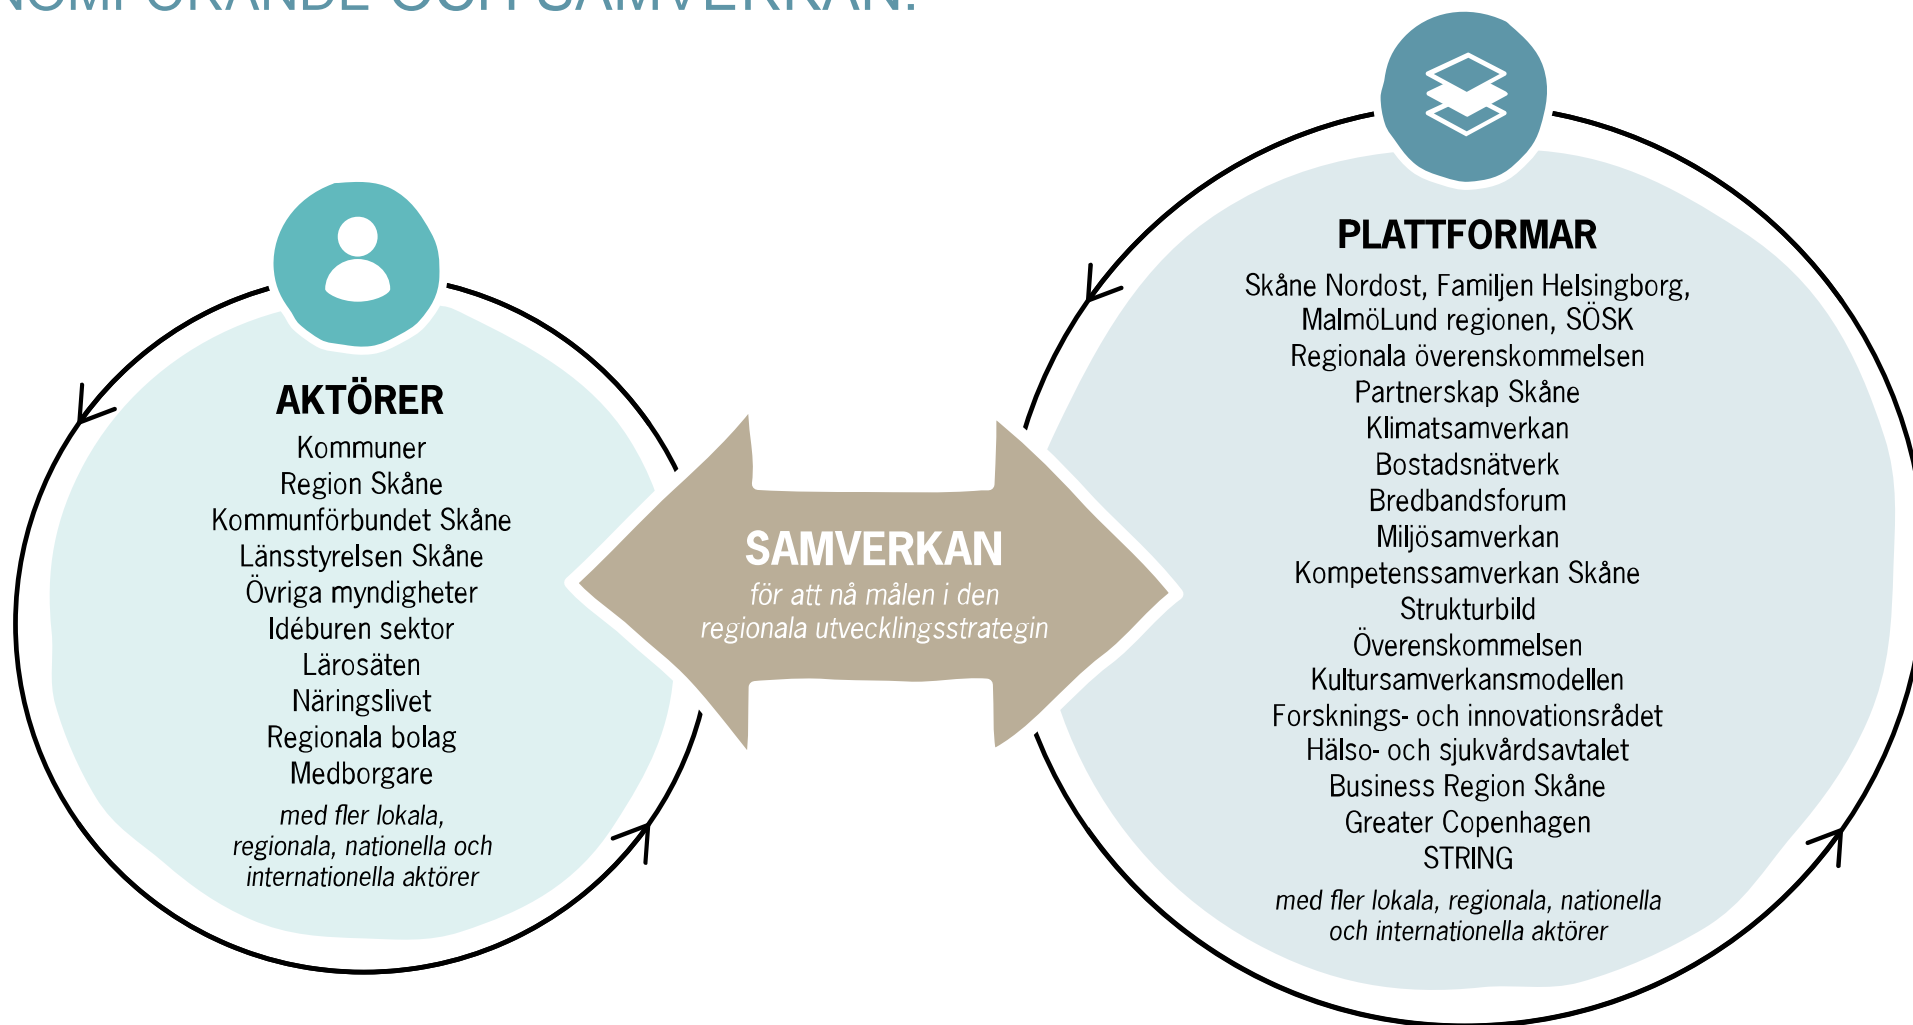 NOMFÖRANDE OCH SAMVERKAN.
AKTÖRER
Kommuner
Region Skåne
Kommunförbundet Skåne
Länsstyrelsen Skåne
Övriga myndigheter
Idéburen sektor
Lärosäten
Näringslivet
Regionala bolag
Medborgare
med fler lokala,
regionala, nationella och
internationella aktörer
SAMVERKAN
för att nå målen i den
regionala utvecklingsstrategin
PLATTFORMAR
Skåne Nordost, Familjen Helsingborg,
MalmöLund regionen, SÖSK
Regionala överenskommelsen
Partnerskap Skåne
Klimatsamverkan
Bostadsnätverk
Bredbandsforum
Miljösamverkan
Kompetenssamverkan Skåne
Strukturbild
Överenskommelsen
Kultursamverkansmodellen
Forsknings- och innovationsrådet
Hälso- och sjukvårdsavtalet
Business Region Skåne
Greater Copenhagen
STRING
med fler lokala, regionala, nationella
och internationella aktörer